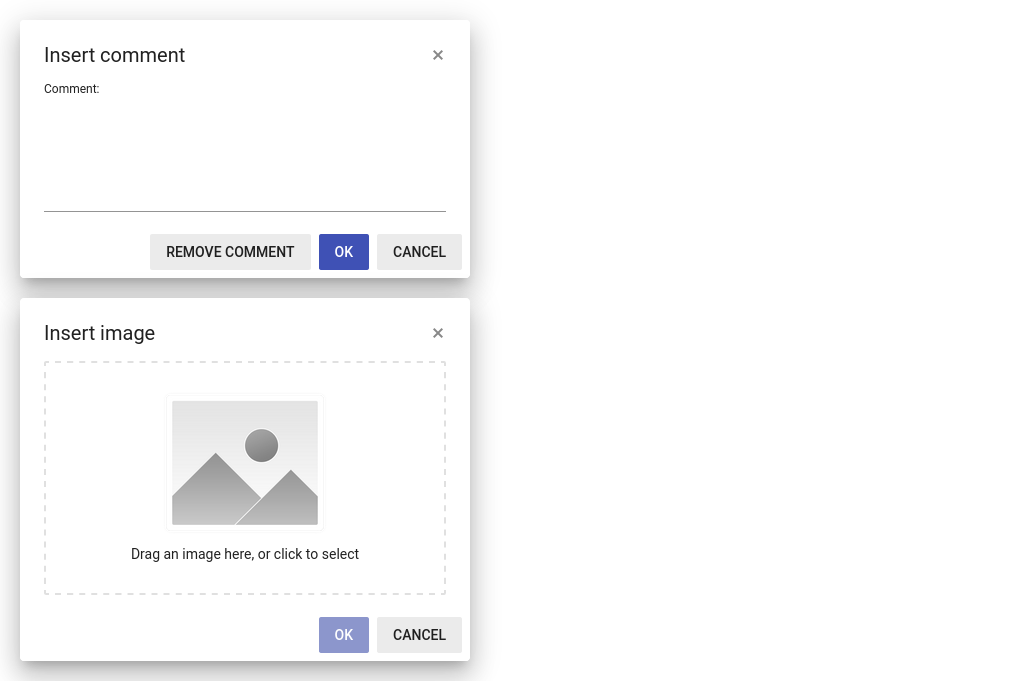 Insert comment
Comment:
REMOVE COMMENT OK CANCEL
Insert image
Drag an image here, or click to select
OK CANCEL